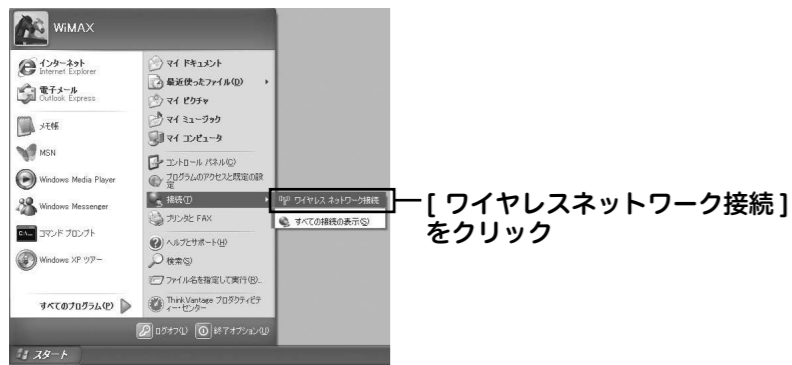 WiMAX
インターネット
Internet Explorer
電子メール
Outlook Express
メモ帳
MSN
Windows Media Player
Windows Messenger
コマンド プロンプト
Windows XP ツアー
すべてのプログラム(P)
マイ ドキュメント
最近使ったファイル(D)
マイ ピクチャ
マイ ミュージック
マイ コンピュータ
コントロール パネル(C)
プログラムのアクセスと既定の設
定
接続(T)
プリンタと FAX
ヘルプとサポート(H)
検索(S)
ファイル名を指定して実行(R)...
ThinkVantage プロダクティビテ
ィー・センター
ワイヤレス ネットワーク接続
すべての接続の表示(S)
ログオフ(L)
終了オプション(U)
スタート
[ ワイヤレスネットワーク接続 ]
をクリック